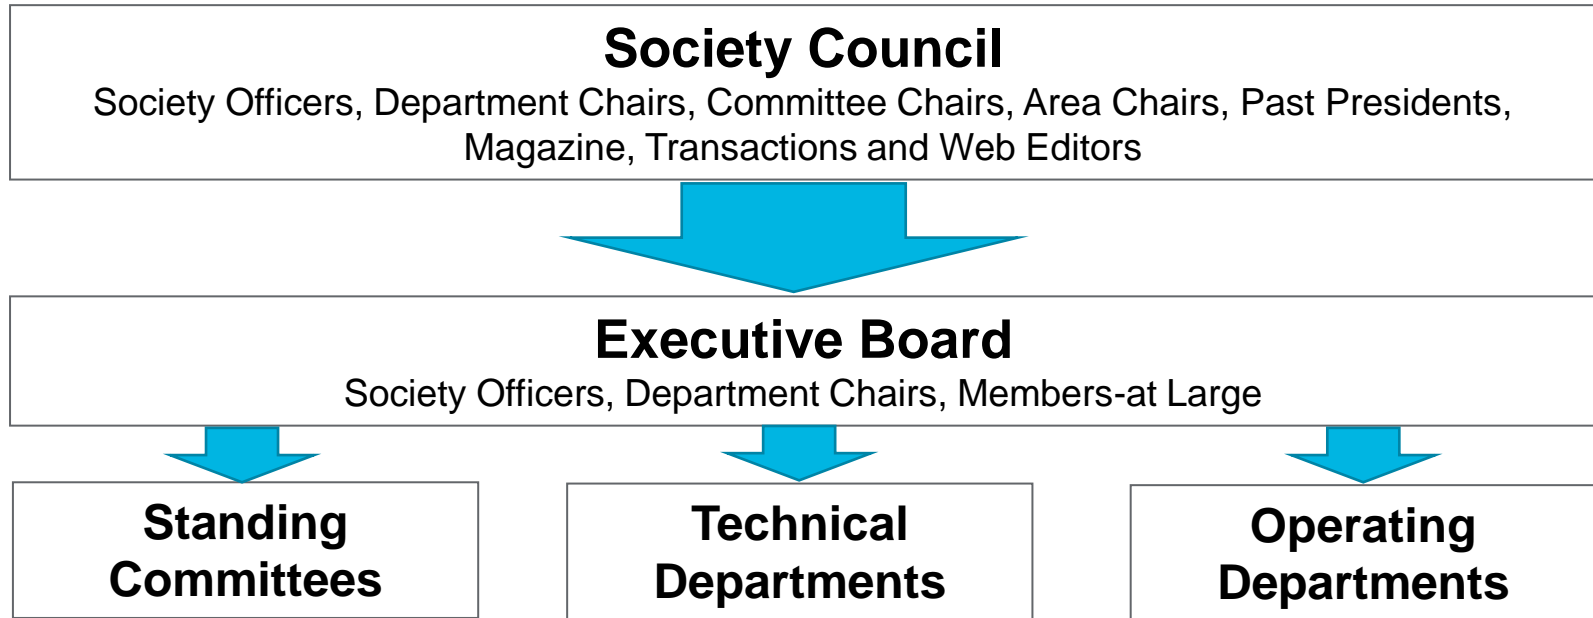 Society Council
Society Officers, Department Chairs, Committee Chairs, Area Chairs, Past Presidents,
Magazine, Transactions and Web Editors
Executive Board
Society Officers, Department Chairs, Members-at Large
Standing
Committees
Technical
Departments
Operating
Departments